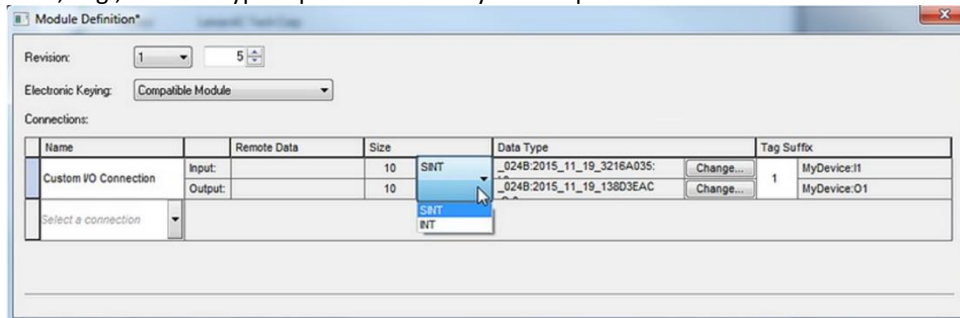 Module Definition*
Revision: 1 5
Electronic Keying: Compatible Module
Connections:
Name Remote Data Size Data Type Tag Suffix
Custom I/O Connection Input: 10 SINT _024B:2015_11_19_3216A035: Change... 1 MyDevice:I1
Output: 10 _024B:2015_11_19_138D3EAC Change... MyDevice:O1
Select a connection
SINT
INT